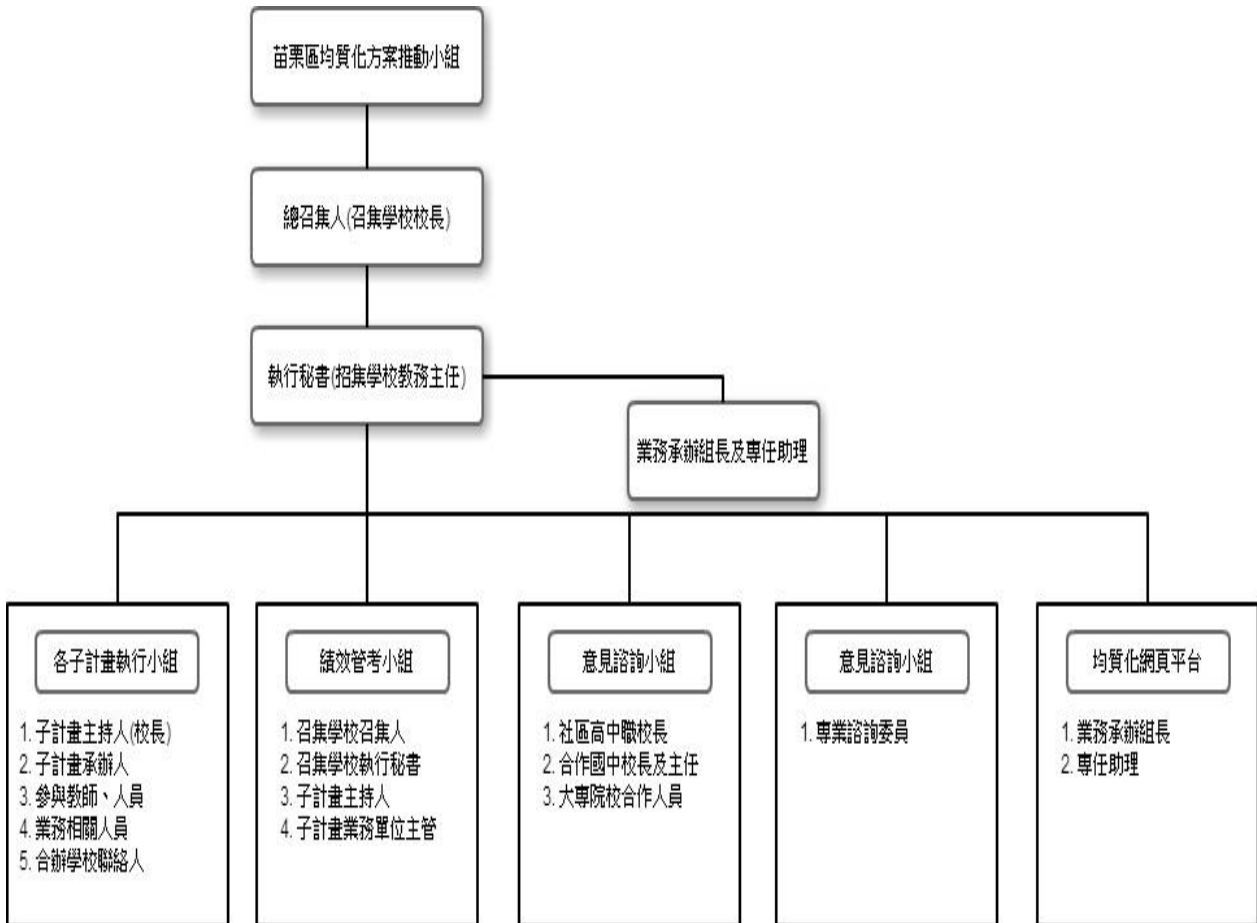 苗栗區均質化方案推動小組
總召集人(召集學校校長)
執行秘書(招集學校教務主任)
業務承辦組長及專任助理
各子計畫執行小組
1. 子計畫主持人(校長)
2. 子計畫承辦人
3. 參與教師、人員
4. 業務相關人員
5. 合辦學校聯絡人
績效管考小組
1. 召集學校召集人
2. 召集學校執行秘書
3. 子計畫主持人
4. 子計畫業務單位主管
意見諮詢小組
1. 社區高中職校長
2. 合作國中校長及主任
3. 大專院校合作人員
意見諮詢小組
1. 專業諮詢委員
均質化網頁平台
1. 業務承辦組長
2. 專任助理